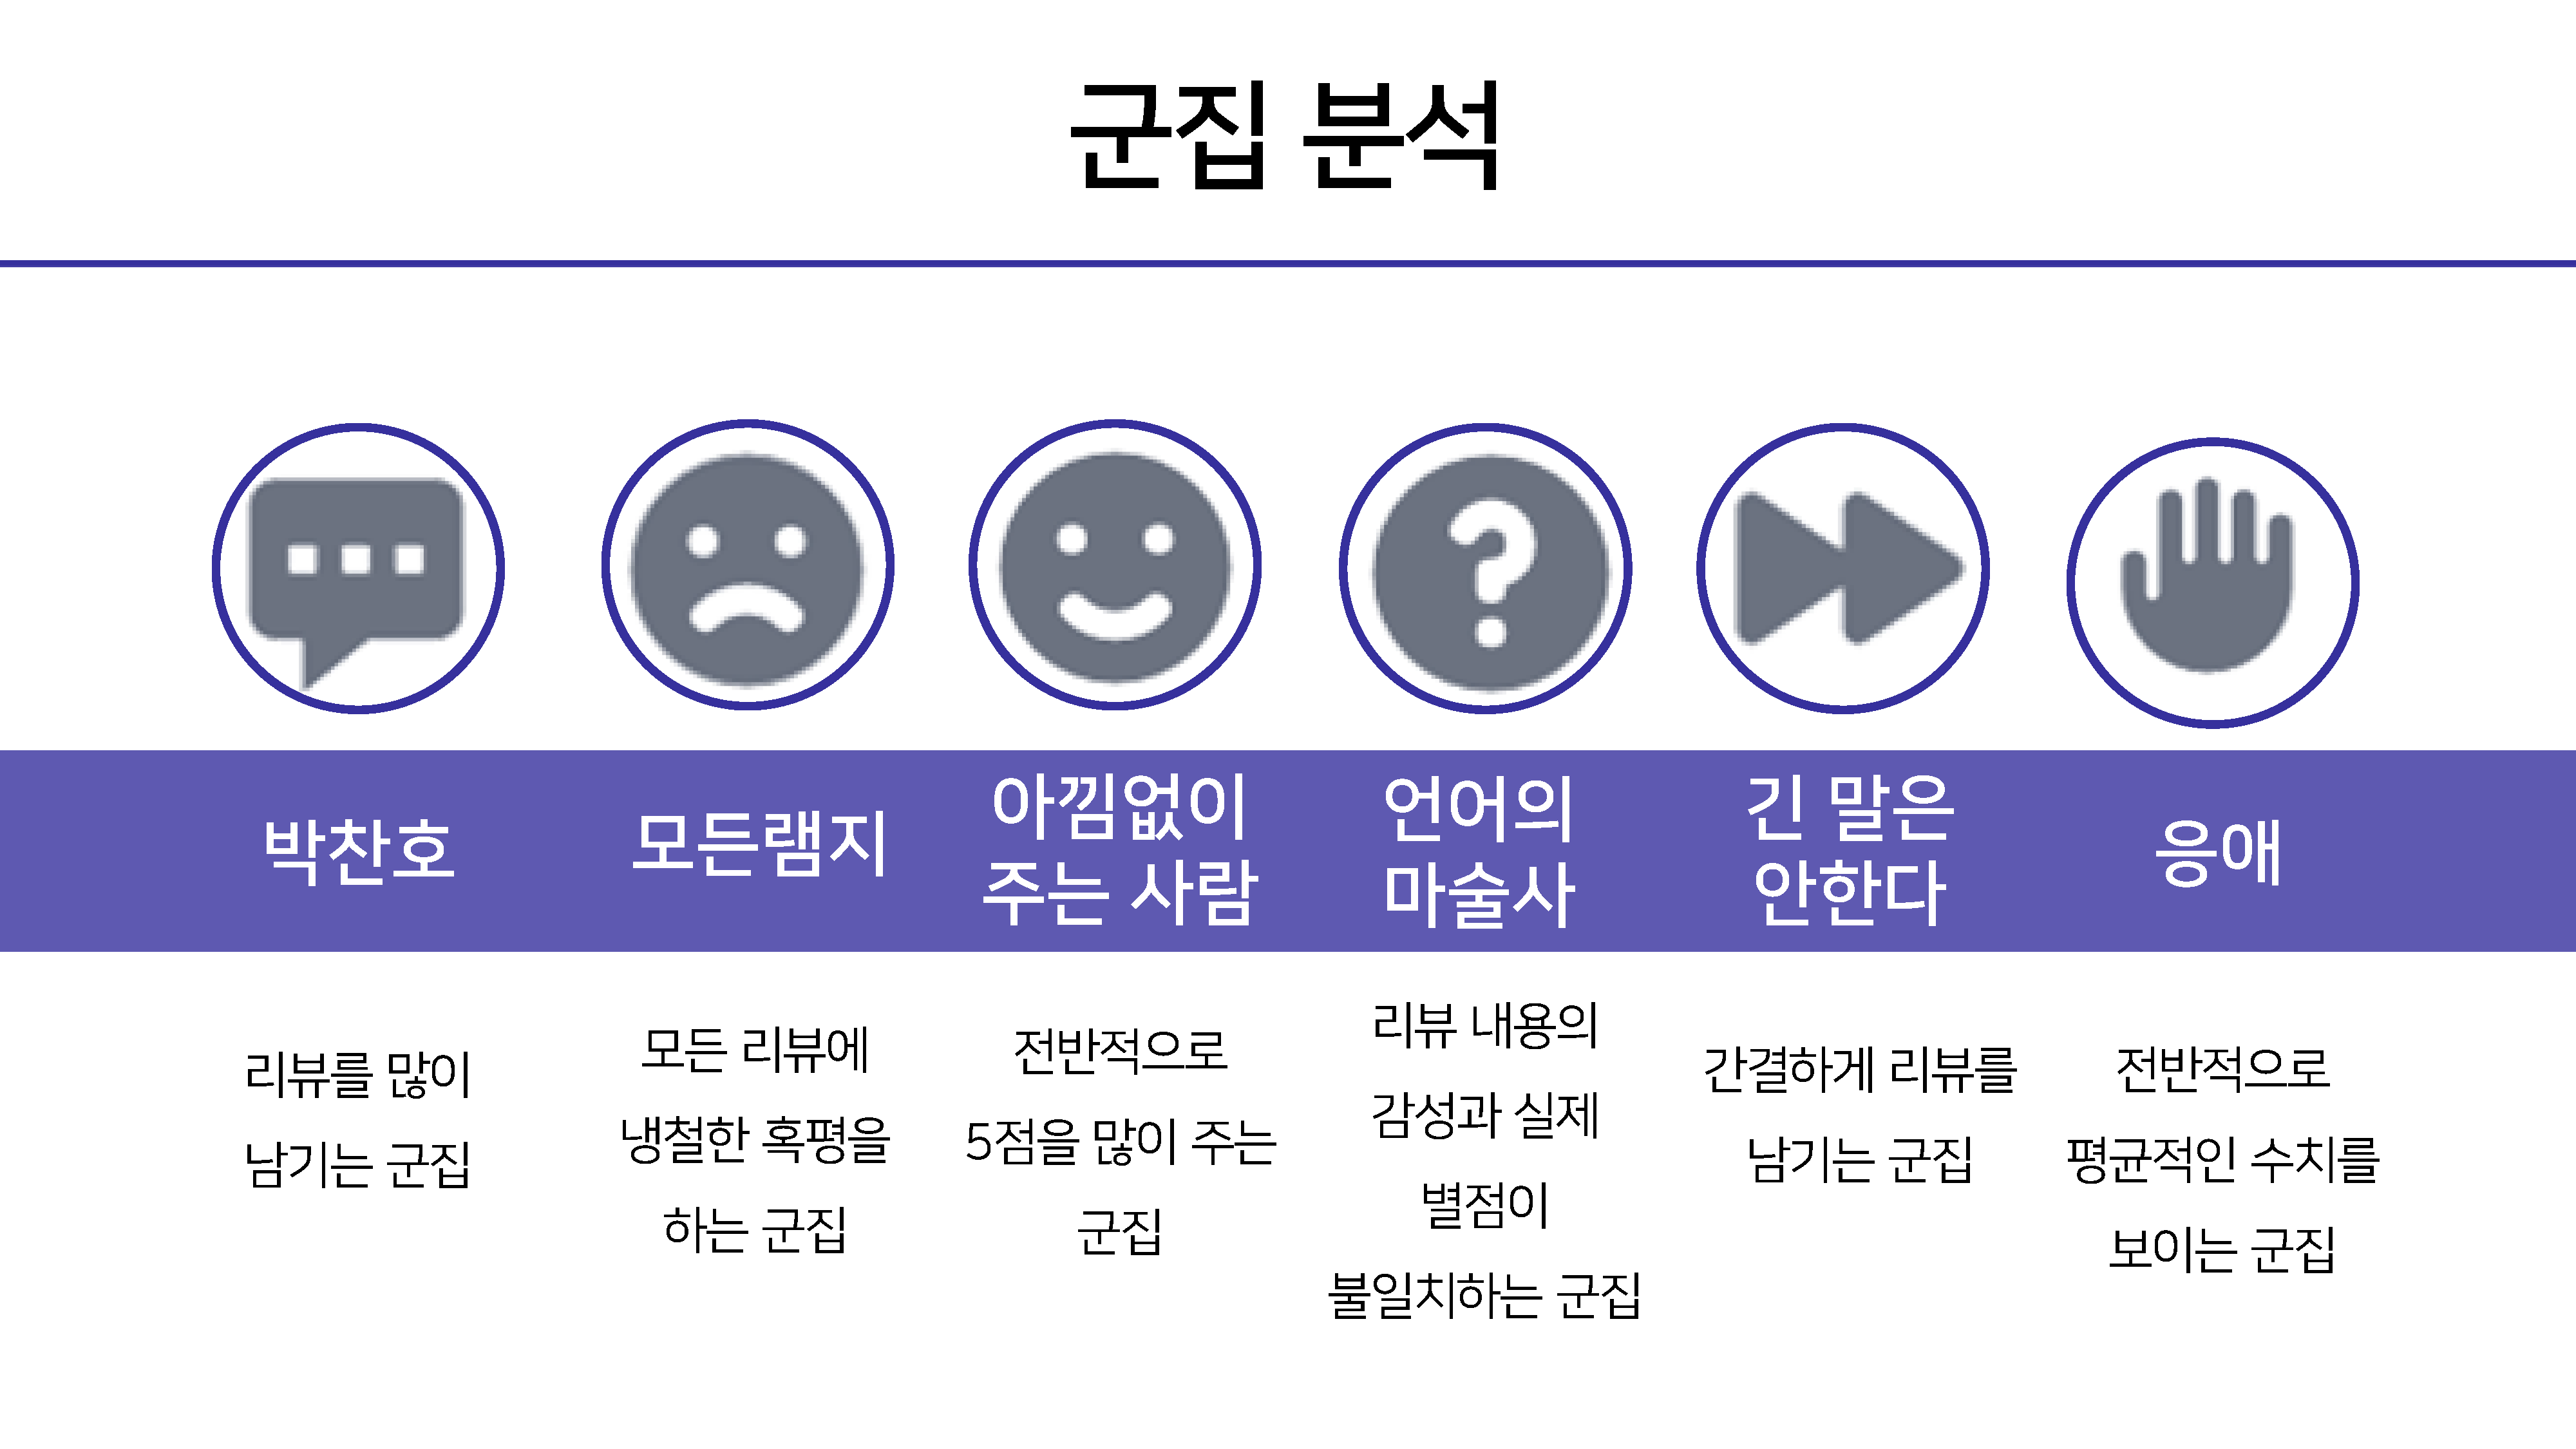 군집 분석
박찬호
리뷰를 많이
남기는 군집
모든램지
모든 리뷰에
냉철한 혹평을
하는 군집
아낌없이
주는 사람
전반적으로
5점을 많이 주는
군집
언어의
마술사
리뷰 내용의
감성과 실제
별점이
불일치하는 군집
긴 말은
안한다
간결하게 리뷰를
남기는 군집
응애
전반적으로
평균적인 수치를
보이는 군집